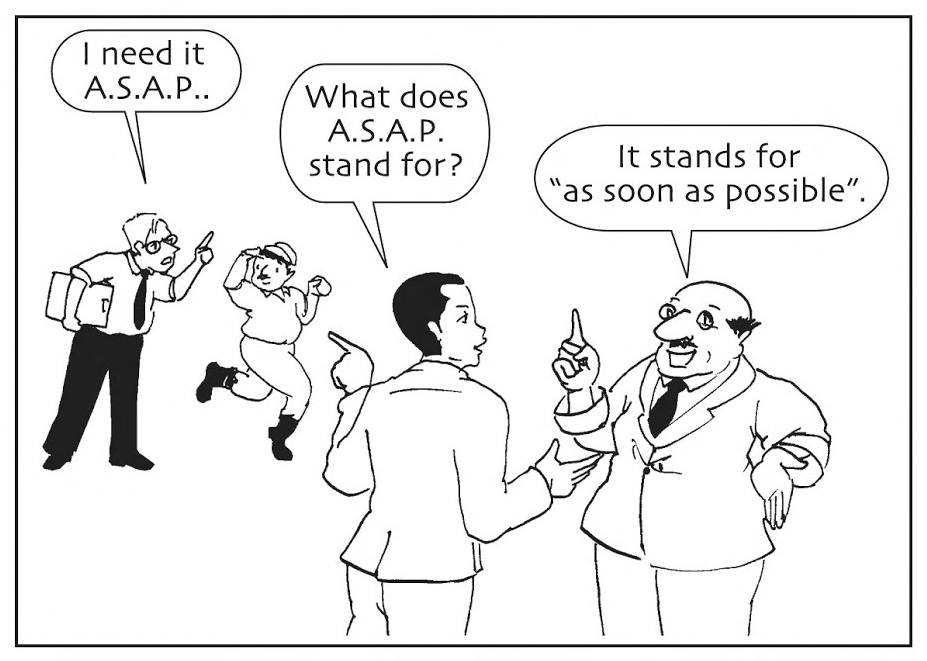 I need it
A.S.A.P..
What does
A.S.A.P.
stand for?
It stands for
“as soon as possible”.